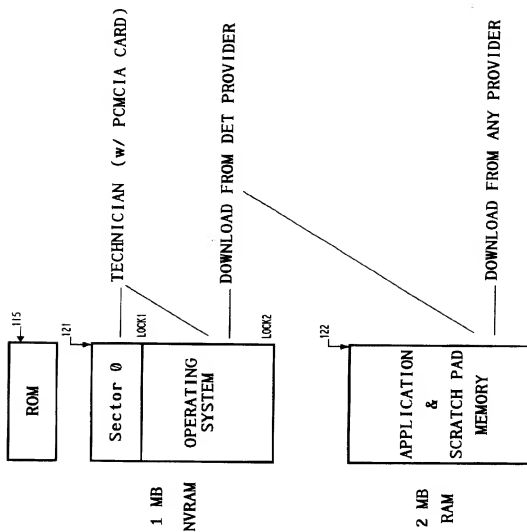 115
ROM
121
1 MB
NVRAM
Sector 0
LOCK1
OPERATING
SYSTEM
LOCK2
TECHNICIAN (w/ PCMCIA CARD)
DOWNLOAD FROM DET PROVIDER
122
2 MB
RAM
APPLICATION
&
SCRATCH PAD
MEMORY
DOWNLOAD FROM ANY PROVIDER